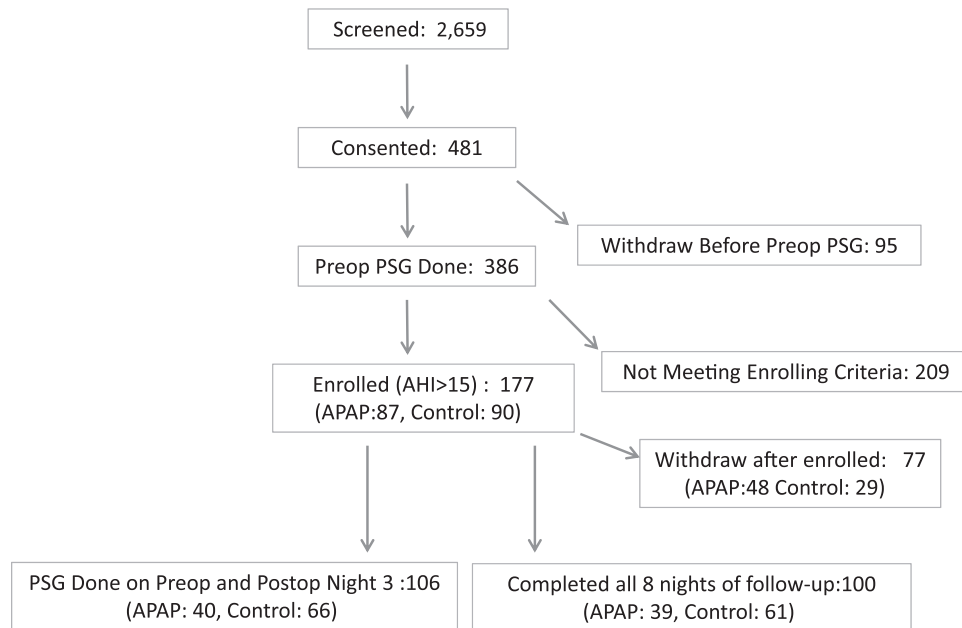 Screened: 2,659
Consented: 481
Withdraw Before Preop PSG: 95
Preop PSG Done: 386
Not Meeting Enrolling Criteria: 209
Enrolled (AHI>15) : 177
(APAP:87, Control: 90)
Withdraw after enrolled: 77
(APAP:48 Control: 29)
PSG Done on Preop and Postop Night 3 :106
(APAP: 40, Control: 66)
Completed all 8 nights of follow-up:100
(APAP: 39, Control: 61)